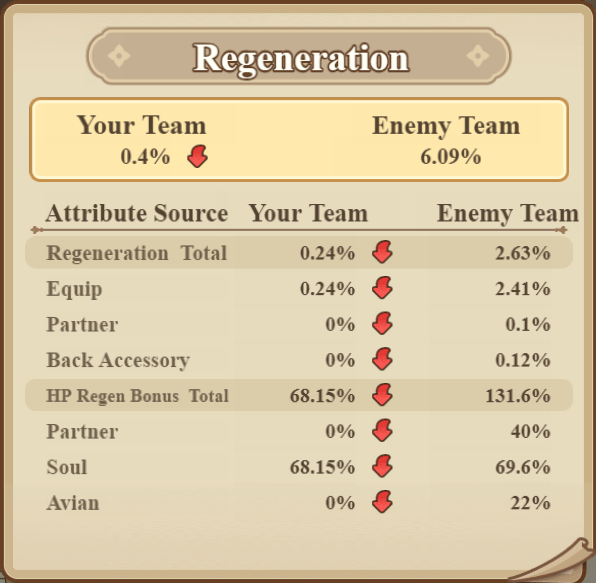 Regeneration
Your Team Enemy Team
0.4% 6.09%
Attribute Source Your Team Enemy Team
Regeneration Total 0.24% 2.63%
Equip 0.24% 2.41%
Partner 0% 0.1%
Back Accessory 0% 0.12%
HP Regen Bonus Total 68.15% 131.6%
Partner 0% 40%
Soul 68.15% 69.6%
Avian 0% 22%